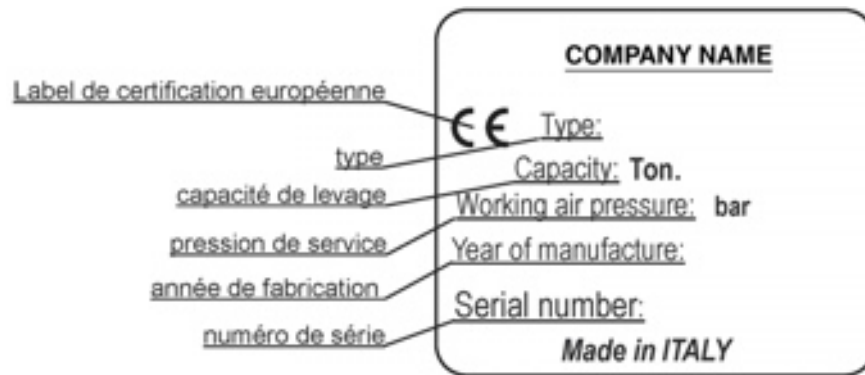 COMPANY NAME
Label de certification européenne
CE Type:
type
Capacity: Ton.
capacité de levage
Working air pressure: bar
pression de service
Year of manufacture:
année de fabrication
Serial number:
numéro de série
Made in ITALY